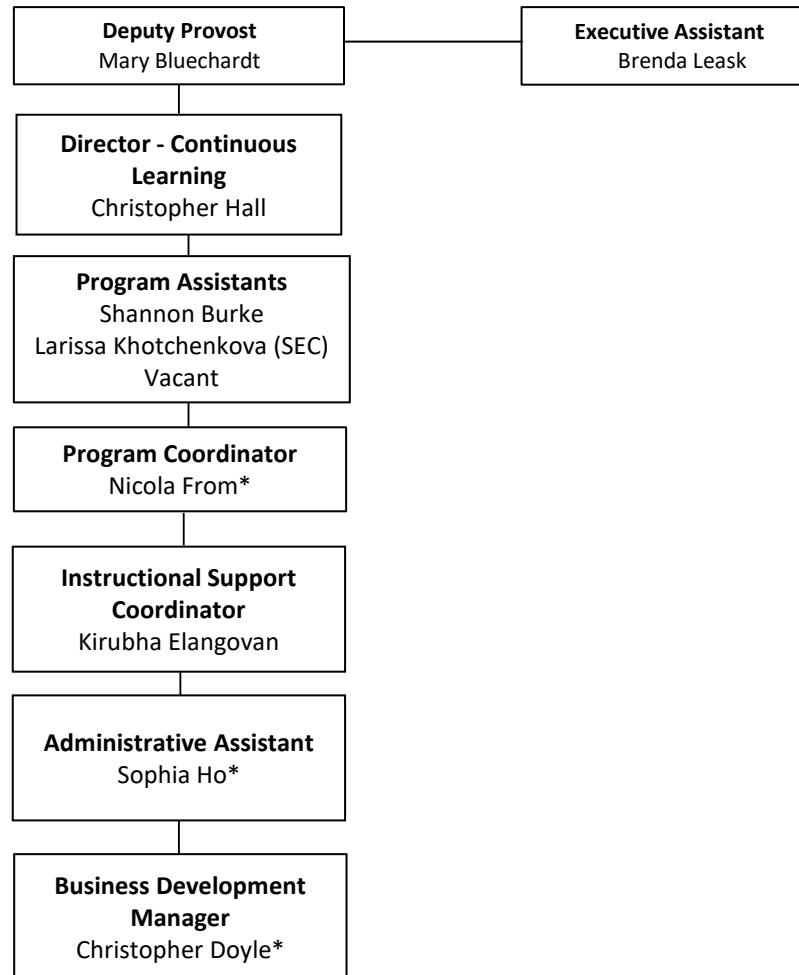 Deputy Provost
Mary Bluechardt
Executive Assistant
Brenda Leask
Director - Continuous
Learning
Christopher Hall
Program Assistants
Shannon Burke
Larissa Khotchenkova (SEC)
Vacant
Program Coordinator
Nicola From*
Instructional Support
Coordinator
Kirubha Elangovan
Administrative Assistant
Sophia Ho*
Business Development
Manager
Christopher Doyle*